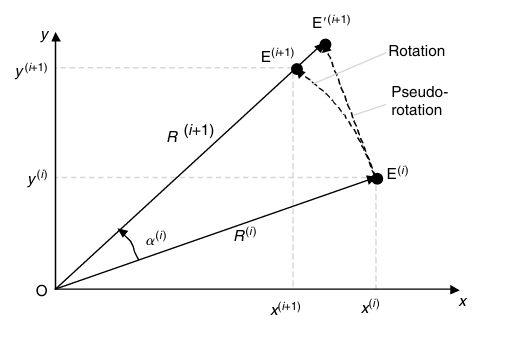 E′⁽ⁱ⁺¹⁾
y
E⁽ⁱ⁺¹⁾
Rotation
y⁽ⁱ⁺¹⁾
Pseudo-
rotation
R ⁽ⁱ⁺¹⁾
E⁽ⁱ⁾
y⁽ⁱ⁾
α⁽ⁱ⁾
R⁽ⁱ⁾
O
x⁽ⁱ⁺¹⁾
x⁽ⁱ⁾
x